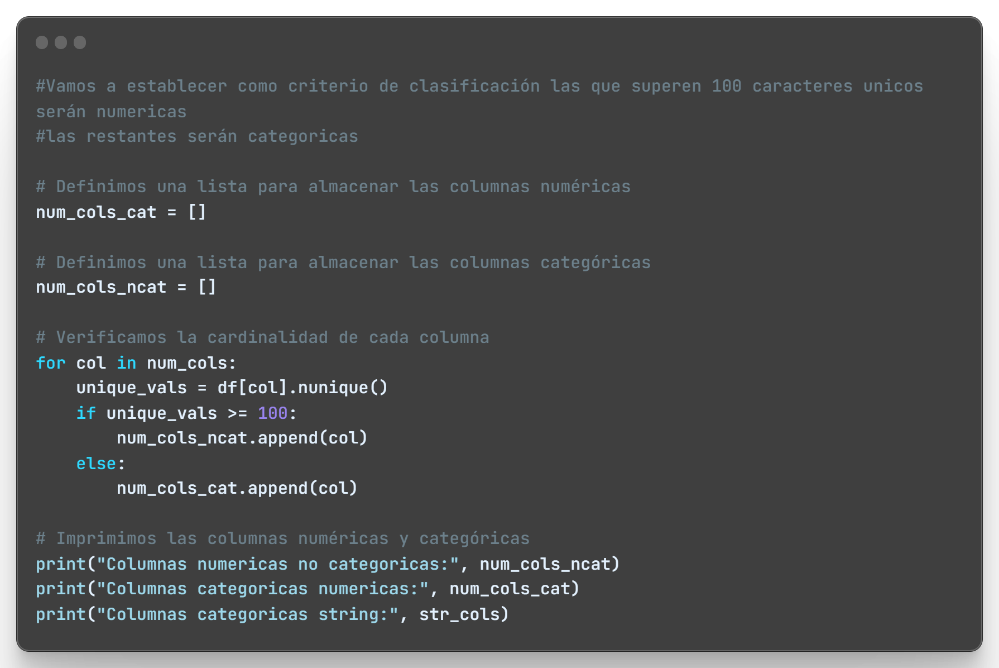 #Vamos a establecer como criterio de clasificación las que superen 100 caracteres unicos
serán numericas
#las restantes serán categoricas

# Definimos una lista para almacenar las columnas numéricas
num_cols_cat = []

# Definimos una lista para almacenar las columnas categóricas
num_cols_ncat = []

# Verificamos la cardinalidad de cada columna
for col in num_cols:
    unique_vals = df[col].nunique()
    if unique_vals >= 100:
        num_cols_ncat.append(col)
    else:
        num_cols_cat.append(col)

# Imprimimos las columnas numéricas y categóricas
print("Columnas numericas no categoricas:", num_cols_ncat)
print("Columnas categoricas numericas:", num_cols_cat)
print("Columnas categoricas string:", str_cols)